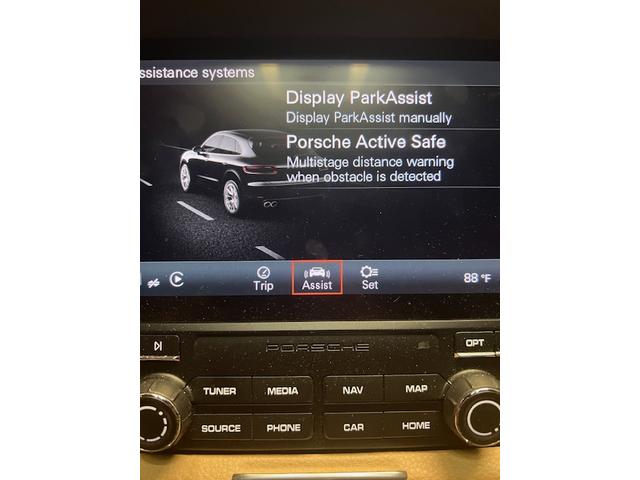 ssistance systems
Display ParkAssist
Display ParkAssist manually
Porsche Active Safe
Multistage distance warning
when obstacle is detected
Trip
Assist
Set
88 °F
PORSCHE
OPT
TUNER
MEDIA
NAV
MAP
SOURCE
PHONE
CAR
HOME